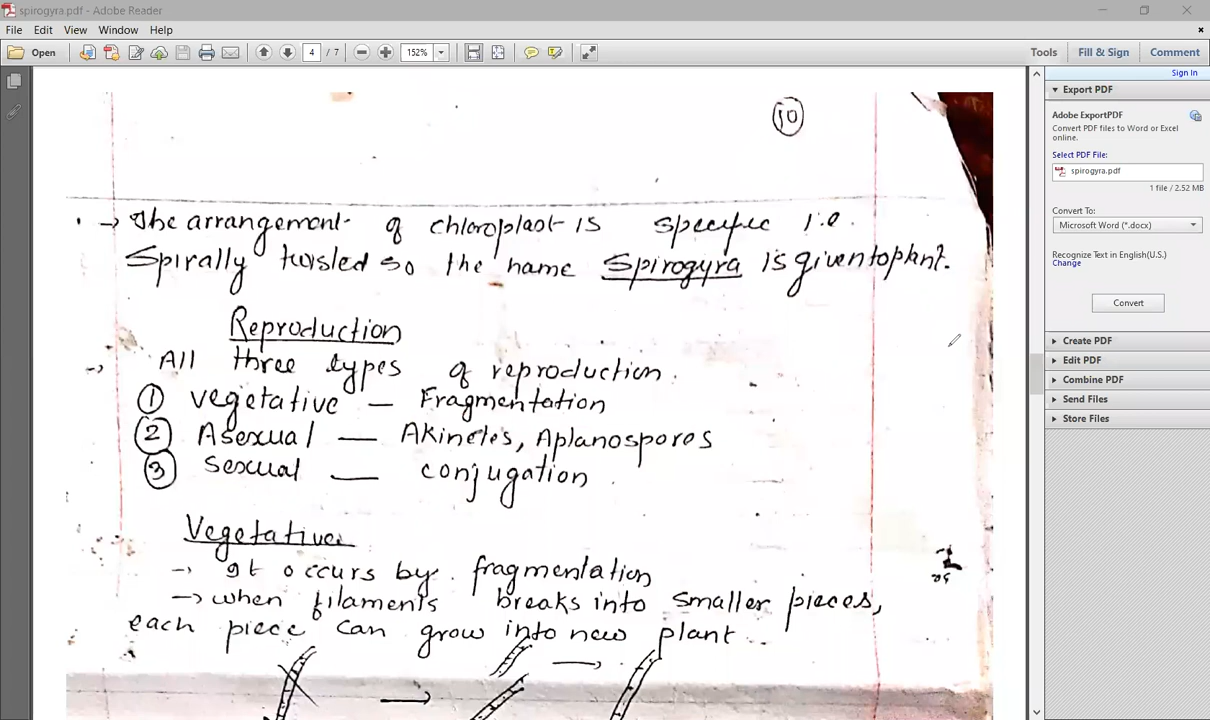 spirogyra.pdf - Adobe Reader
File Edit View Window Help
Open 4 / 7 152% Tools Fill & Sign Comment
Sign In
Export PDF
Adobe ExportPDF
Convert PDF files to Word or Excel
online.
Select PDF File:
spirogyra.pdf
1 file / 2.52 MB
Convert To:
Microsoft Word (*.docx)
Recognize Text in English(U.S.)
Change
Convert
Create PDF
Edit PDF
Combine PDF
Send Files
Store Files
10
→ The arrangement of chloroplast is specific i.e.
Spirally twisted so the name Spirogyra is given to plant.
Reproduction
→ All three types of reproduction.
① Vegetative — Fragmentation
② Asexual — Akinetes, Aplanospores
③ Sexual — conjugation
Vegetative
→ It occurs by fragmentation
→ when filaments breaks into smaller pieces,
each piece can grow into new plant